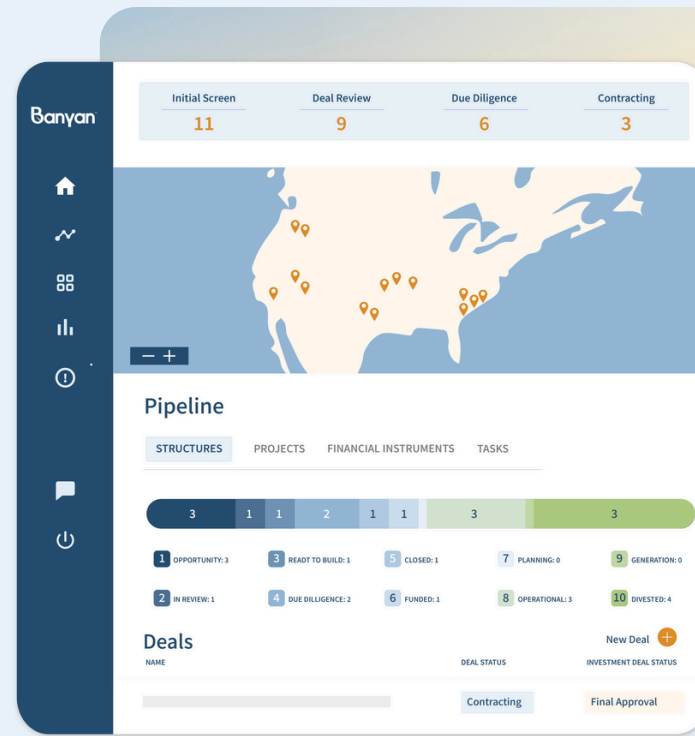 Banyan
Initial Screen Deal Review Due Diligence Contracting
11 9 6 3
Pipeline
STRUCTURES PROJECTS FINANCIAL INSTRUMENTS TASKS
3 1 1 2 1 1 3 3
1 OPPORTUNITY: 3 3 READT TO BUILD: 1 5 CLOSED: 1 7 PLANNING: 0 9 GENERATION: 0
2 IN REVIEW: 1 4 DUE DILLIGENCE: 2 6 FUNDED: 1 8 OPERATIONAL: 3 10 DIVESTED: 4
Deals New Deal
NAME DEAL STATUS INVESTMENT DEAL STATUS
Contracting Final Approval